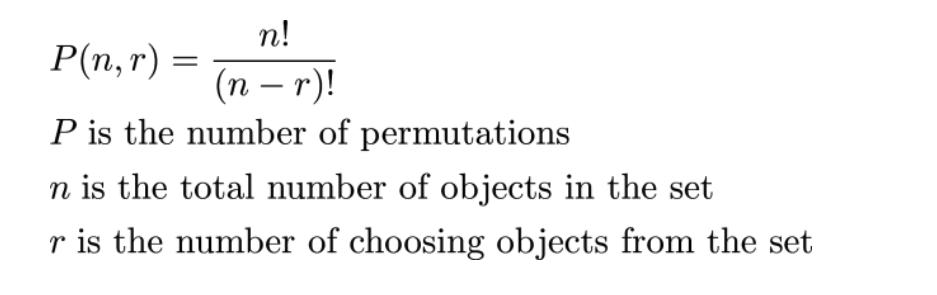 P(n, r) = n! / (n − r)!
P is the number of permutations
n is the total number of objects in the set
r is the number of choosing objects from the set